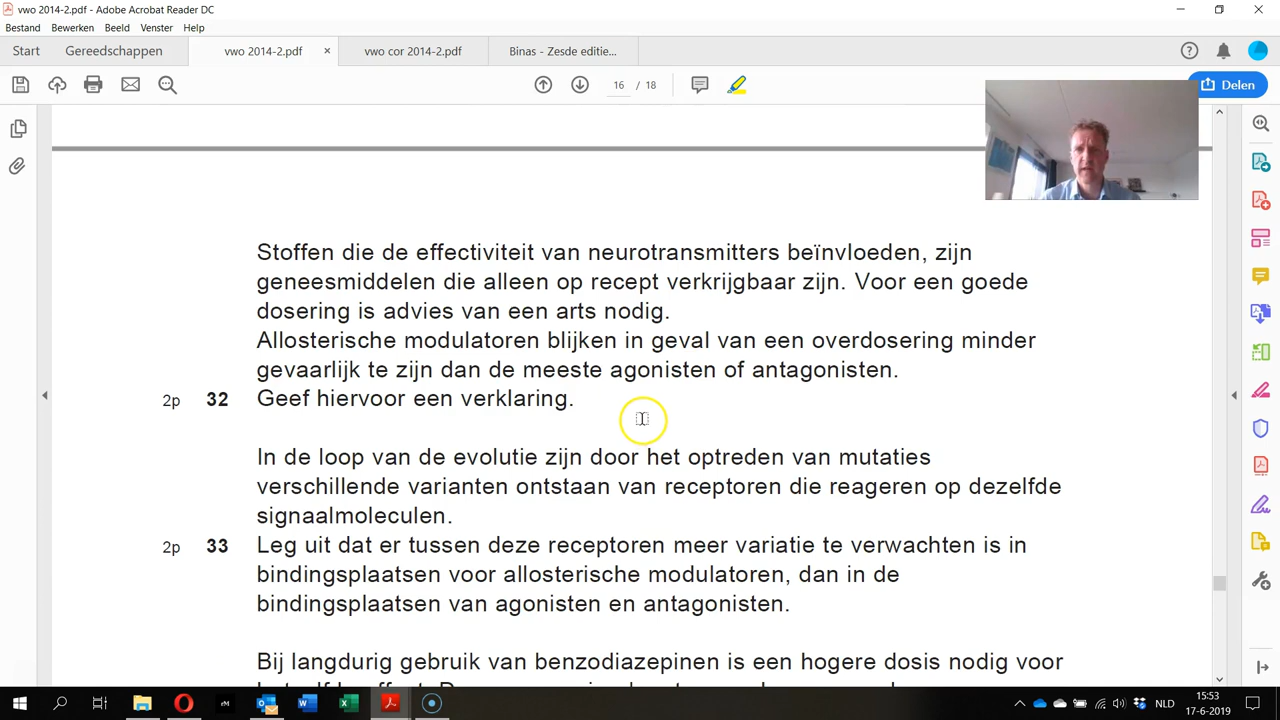 vwo 2014-2.pdf - Adobe Acrobat Reader DC
Bestand Bewerken Beeld Venster Help
Start Gereedschappen vwo 2014-2.pdf × vwo cor 2014-2.pdf Binas - Zesde editie...
16 / 18 Delen
Stoffen die de effectiviteit van neurotransmitters beïnvloeden, zijn
geneesmiddelen die alleen op recept verkrijgbaar zijn. Voor een goede
dosering is advies van een arts nodig.
Allosterische modulatoren blijken in geval van een overdosering minder
gevaarlijk te zijn dan de meeste agonisten of antagonisten.
2p 32 Geef hiervoor een verklaring.
In de loop van de evolutie zijn door het optreden van mutaties
verschillende varianten ontstaan van receptoren die reageren op dezelfde
signaalmoleculen.
2p 33 Leg uit dat er tussen deze receptoren meer variatie te verwachten is in
bindingsplaatsen voor allosterische modulatoren, dan in de
bindingsplaatsen van agonisten en antagonisten.
Bij langdurig gebruik van benzodiazepinen is een hogere dosis nodig voor
NLD
15:53
17-6-2019